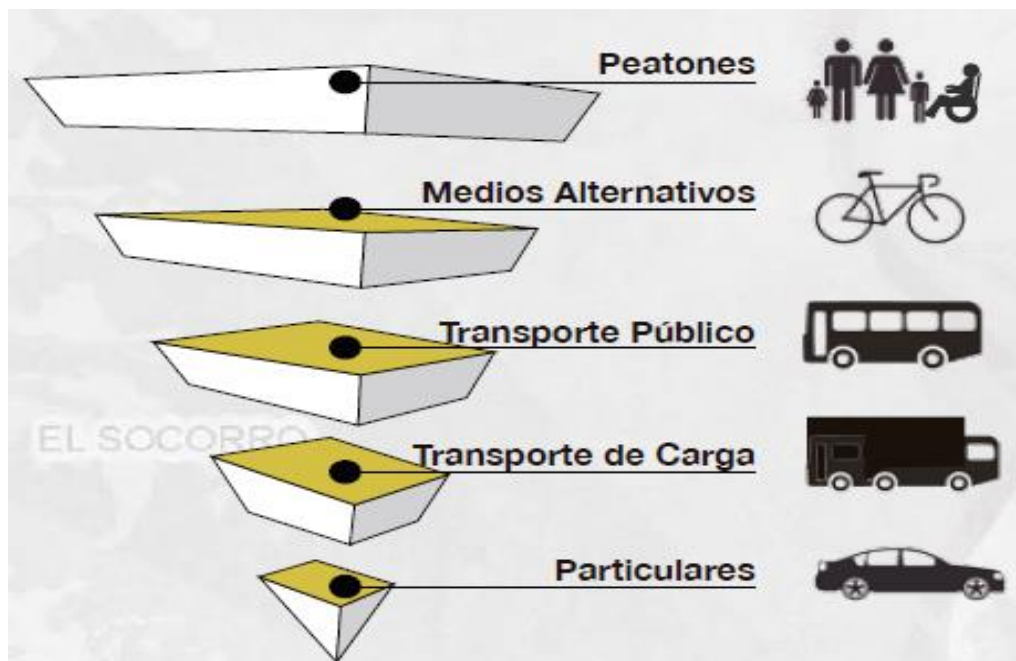 Peatones
Medios Alternativos
Transporte Público
EL SOCORRO
Transporte de Carga
Particulares